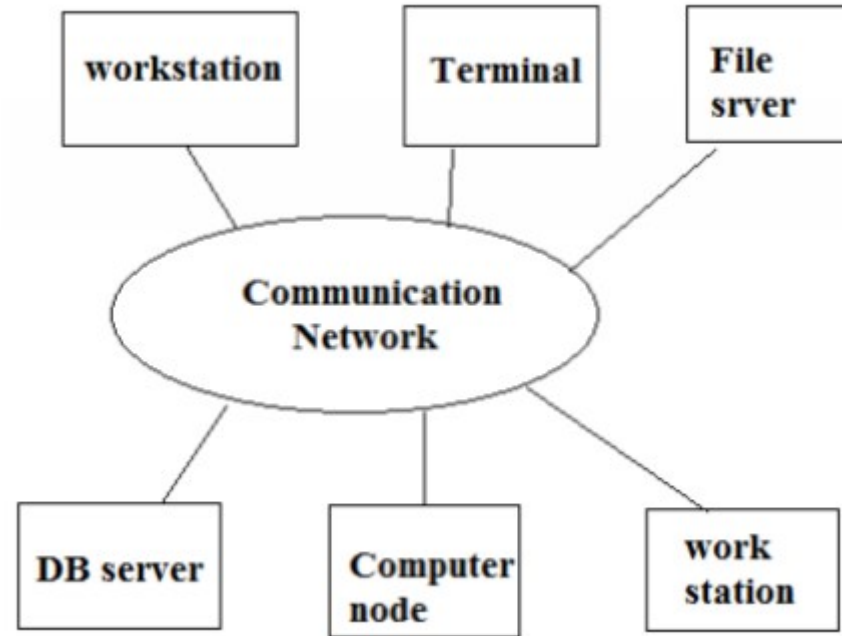 workstation
Terminal
File
srver
Communication
Network
DB server
Computer
node
work
station